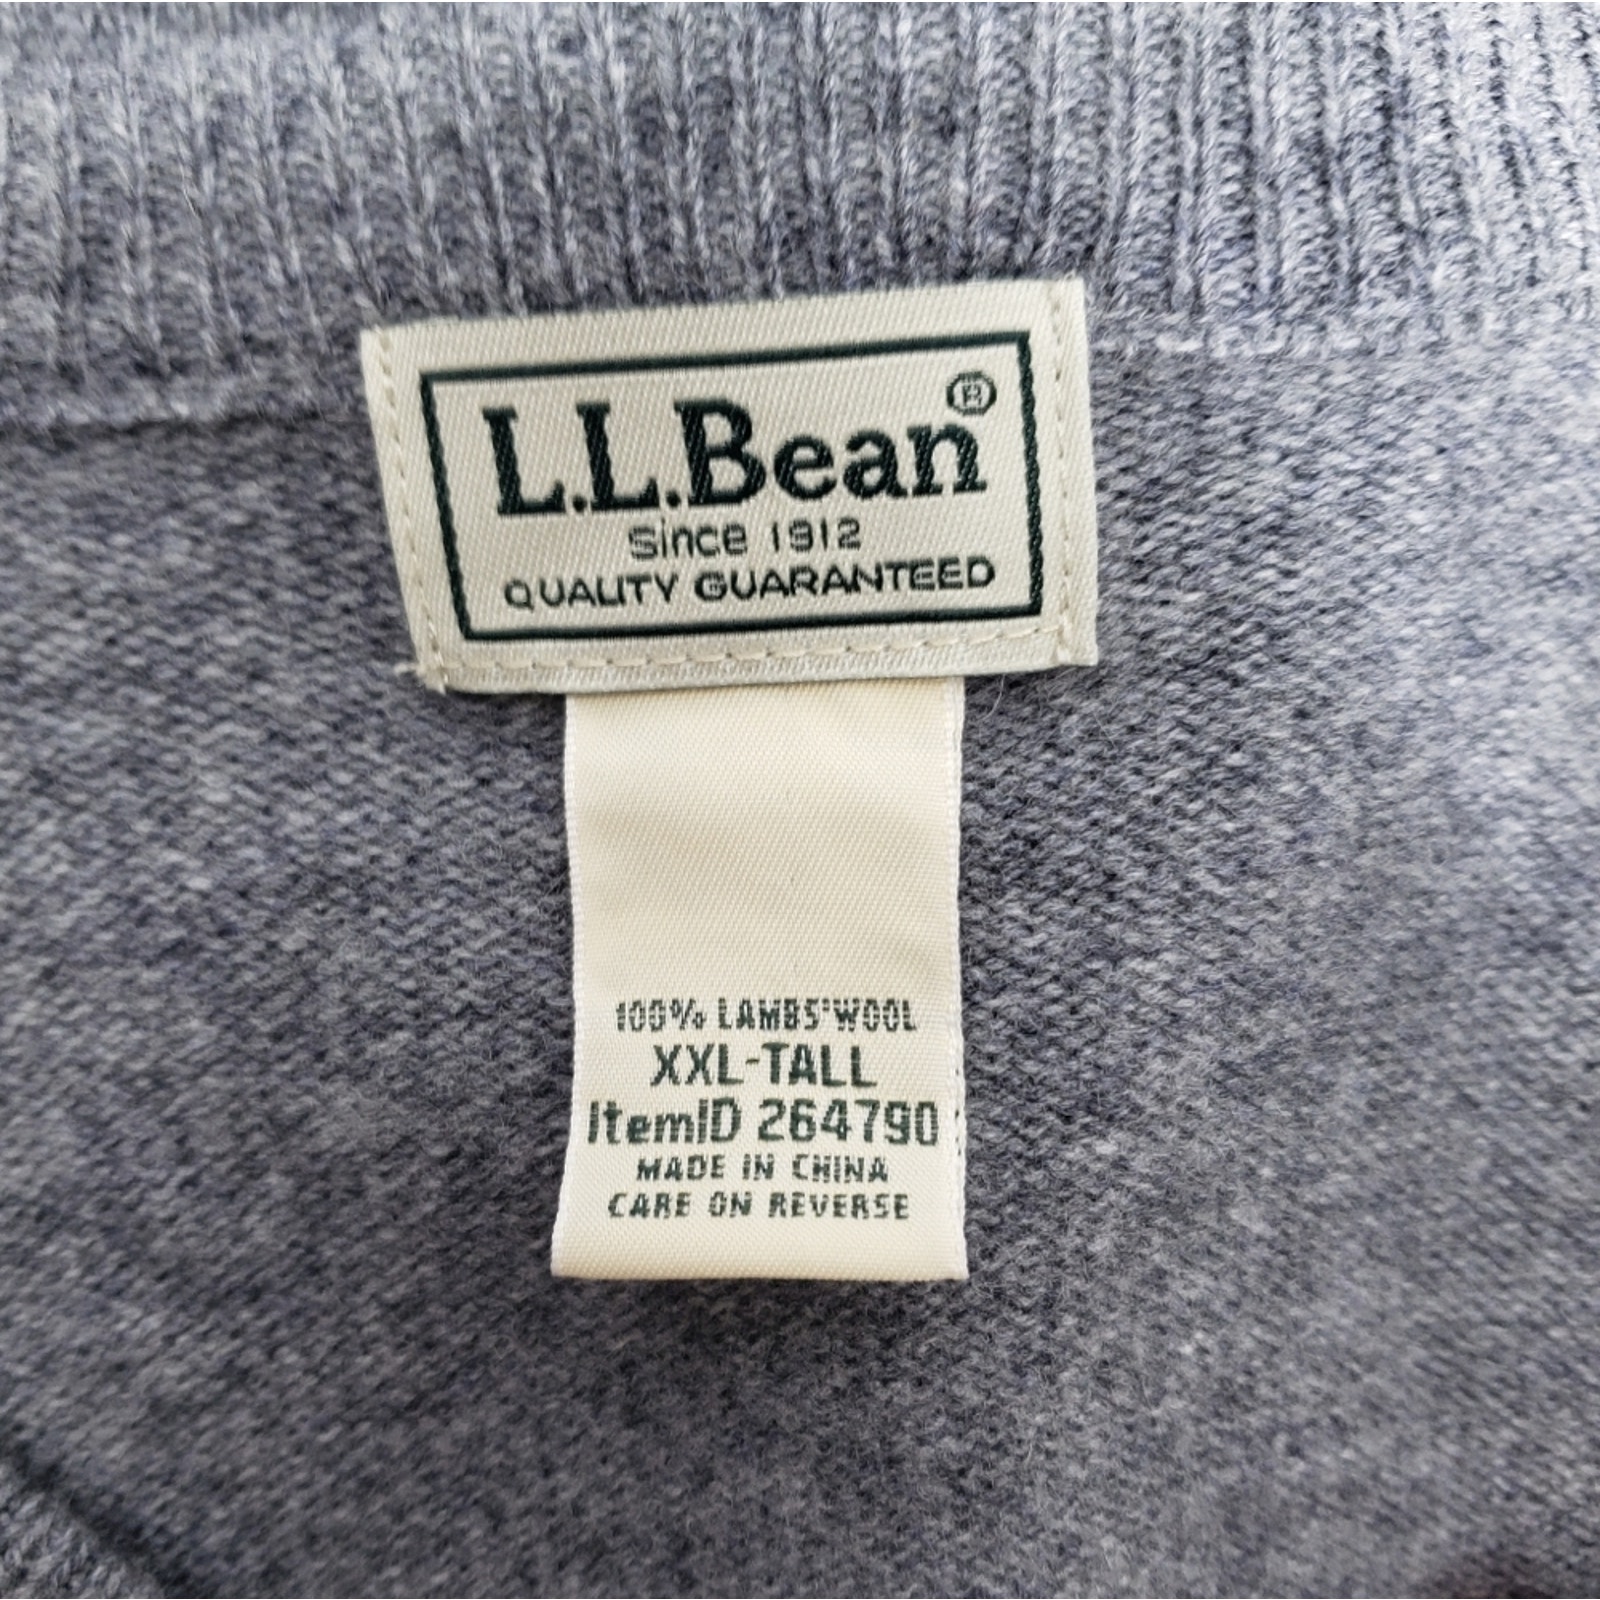 L.L.Bean®
Since 1912
QUALITY GUARANTEED
100% LAMBS'WOOL
XXL-TALL
ItemID 264790
MADE IN CHINA
CARE ON REVERSE